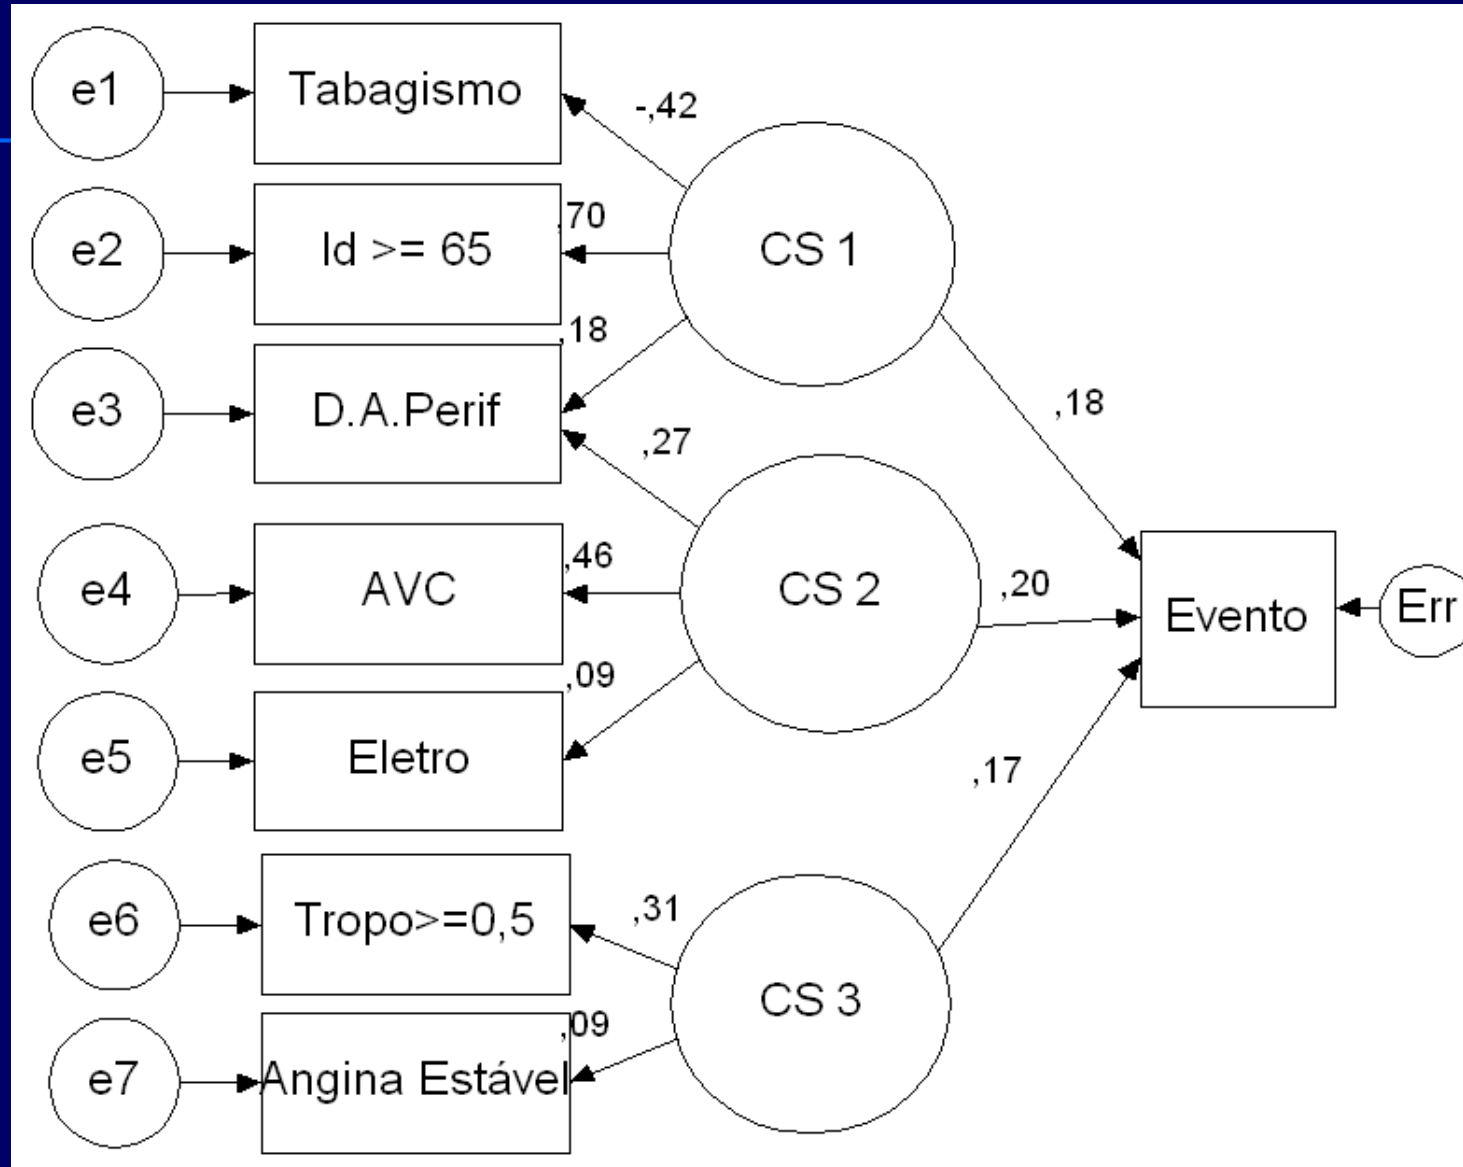 e1
Tabagismo
-,42
e2
Id >= 65
,70
CS 1
e3
D.A.Perif
,18
,27
,18
e4
AVC
,46
CS 2
,20
Evento
Err
e5
Eletro
,09
,17
e6
Tropo>=0,5
,31
CS 3
e7
Angina Estável
,09